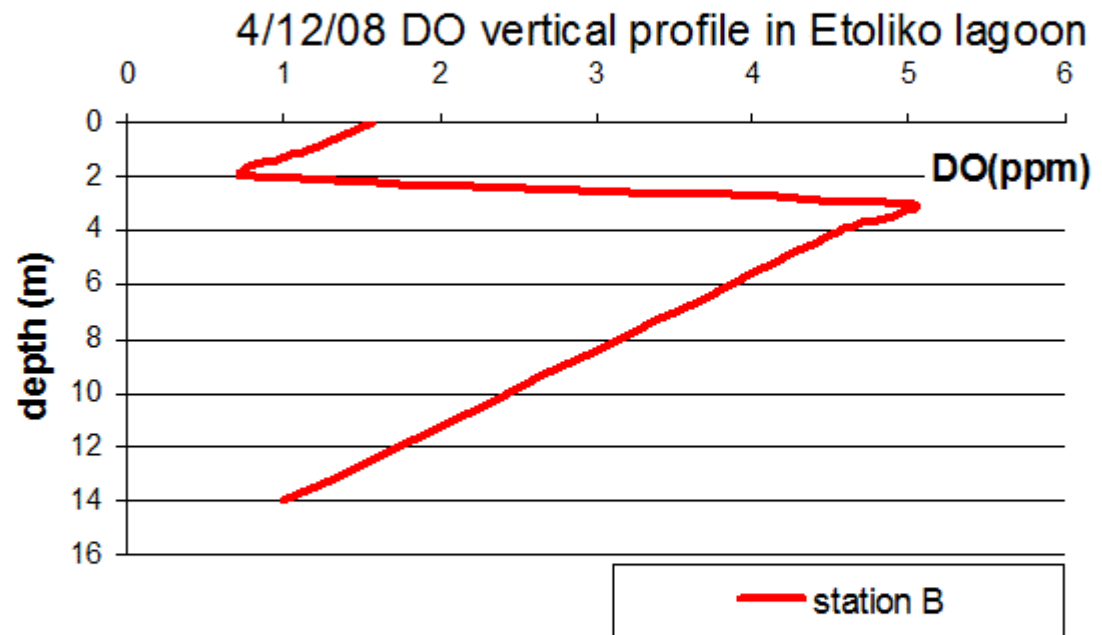 4/12/08 DO vertical profile in Etoliko lagoon
0 1 2 3 4 5 6
0
DO(ppm)
2
4
6
8
10
12
14
16
depth (m)
station B